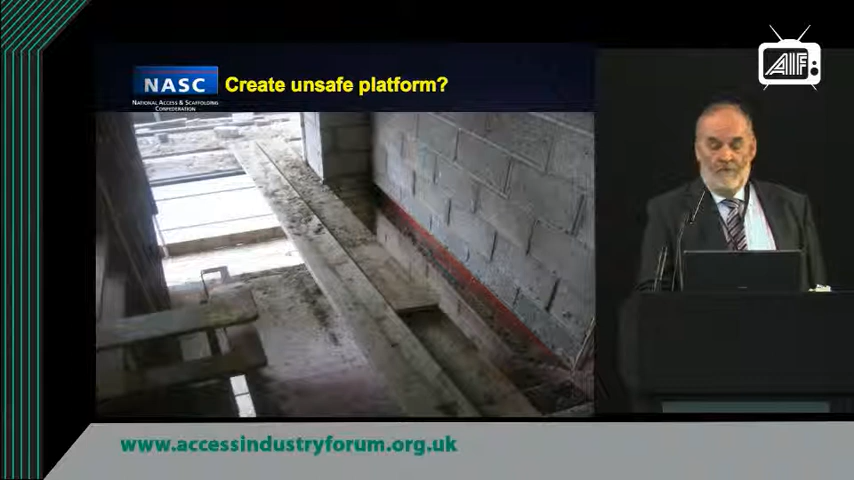 AIF
NASC
NATIONAL ACCESS & SCAFFOLDING
CONFEDERATION
Create unsafe platform?
www.accessindustryforum.org.uk